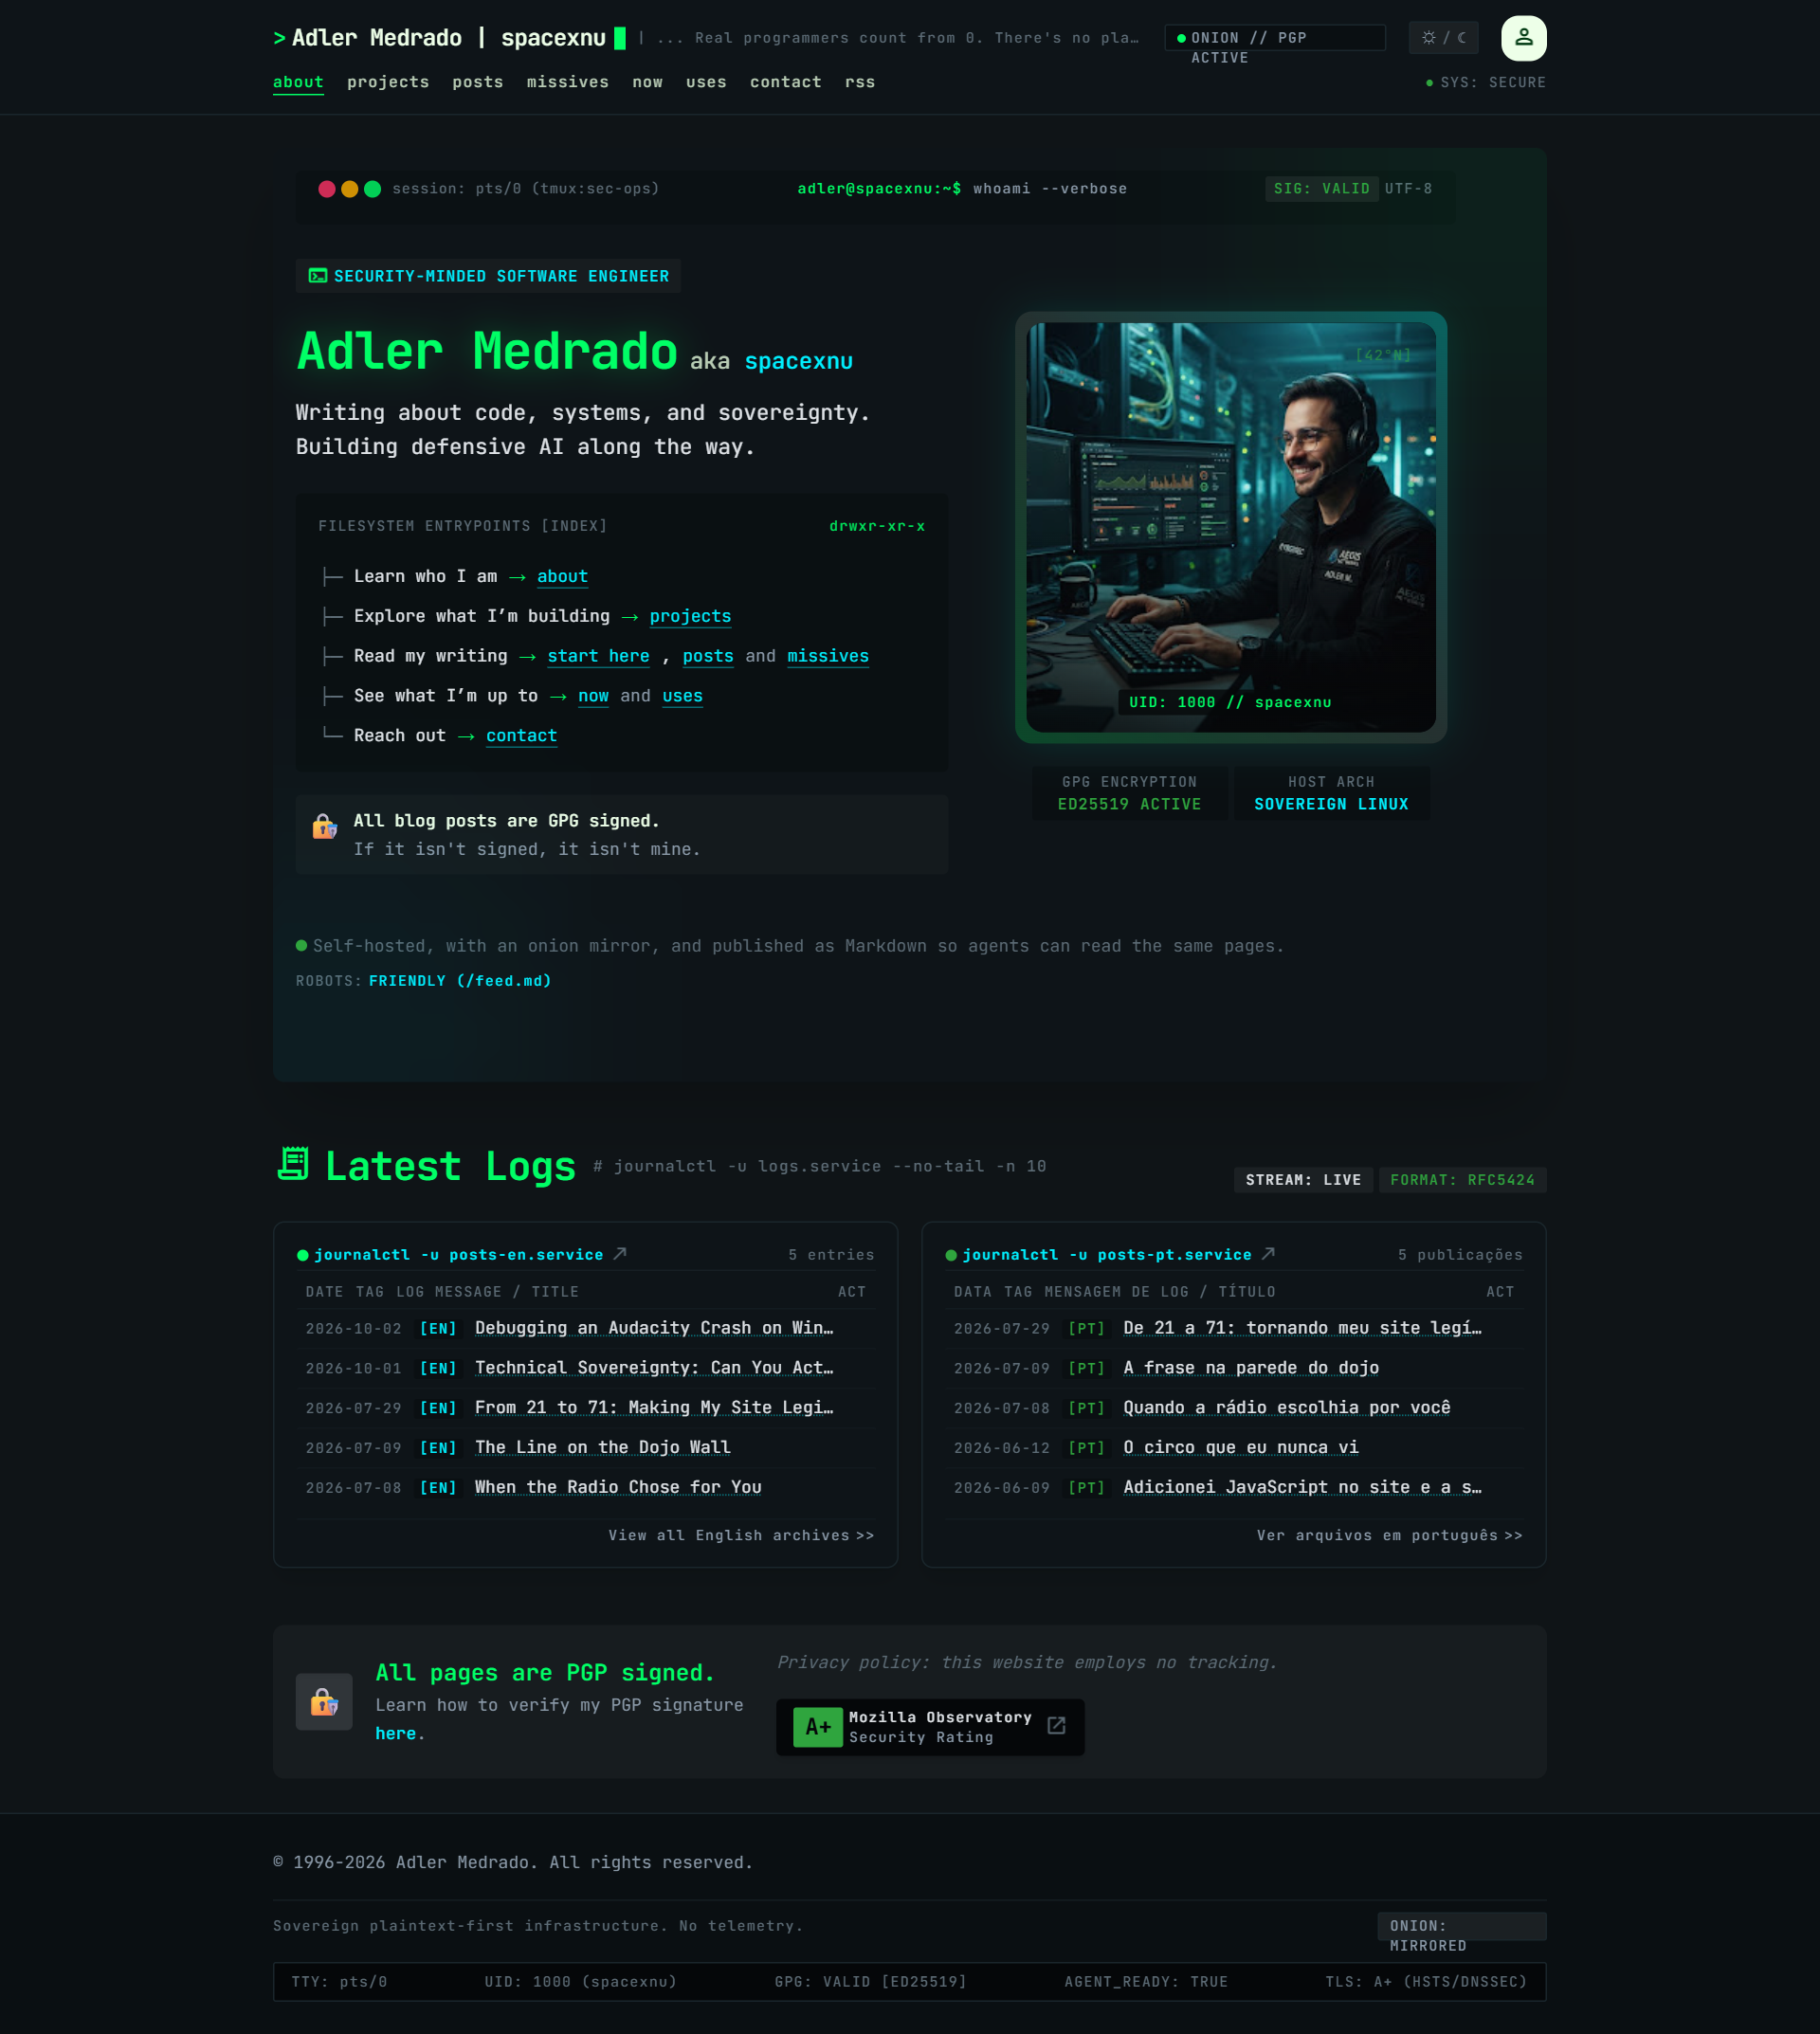 > Adler Medrado | spacexnu | ... Real programmers count from 0. There's no pla…
ONION // PGP ACTIVE
☼ / ☾
about projects posts missives now uses contact rss
SYS: SECURE
session: pts/0 (tmux:sec-ops)
adler@spacexnu:~$ whoami --verbose
SIG: VALID UTF-8
SECURITY-MINDED SOFTWARE ENGINEER
Adler Medrado aka spacexnu
Writing about code, systems, and sovereignty.
Building defensive AI along the way.
FILESYSTEM ENTRYPOINTS [INDEX]
drwxr-xr-x
├─ Learn who I am → about
├─ Explore what I’m building → projects
├─ Read my writing → start here , posts and missives
├─ See what I’m up to → now and uses
└─ Reach out → contact
All blog posts are GPG signed.
If it isn't signed, it isn't mine.
[42°N]
AEGIS
ADLER M.
AEGIS
UID: 1000 // spacexnu
GPG ENCRYPTION
ED25519 ACTIVE
HOST ARCH
SOVEREIGN LINUX
Self-hosted, with an onion mirror, and published as Markdown so agents can read the same pages.
ROBOTS: FRIENDLY (/feed.md)
Latest Logs # journalctl -u logs.service --no-tail -n 10
STREAM: LIVE
FORMAT: RFC5424
journalctl -u posts-en.service ↗ 5 entries
DATE TAG LOG MESSAGE / TITLE ACT
2026-10-02 [EN] Debugging an Audacity Crash on Win…
2026-10-01 [EN] Technical Sovereignty: Can You Act…
2026-07-29 [EN] From 21 to 71: Making My Site Legi…
2026-07-09 [EN] The Line on the Dojo Wall
2026-07-08 [EN] When the Radio Chose for You
View all English archives >>
journalctl -u posts-pt.service ↗ 5 publicações
DATA TAG MENSAGEM DE LOG / TÍTULO ACT
2026-07-29 [PT] De 21 a 71: tornando meu site legí…
2026-07-09 [PT] A frase na parede do dojo
2026-07-08 [PT] Quando a rádio escolhia por você
2026-06-12 [PT] O circo que eu nunca vi
2026-06-09 [PT] Adicionei JavaScript no site e a s…
Ver arquivos em português >>
All pages are PGP signed.
Learn how to verify my PGP signature
here.
Privacy policy: this website employs no tracking.
A+
Mozilla Observatory
Security Rating
© 1996-2026 Adler Medrado. All rights reserved.
Sovereign plaintext-first infrastructure. No telemetry.
ONION:
MIRRORED
TTY: pts/0 UID: 1000 (spacexnu) GPG: VALID [ED25519] AGENT_READY: TRUE TLS: A+ (HSTS/DNSSEC)